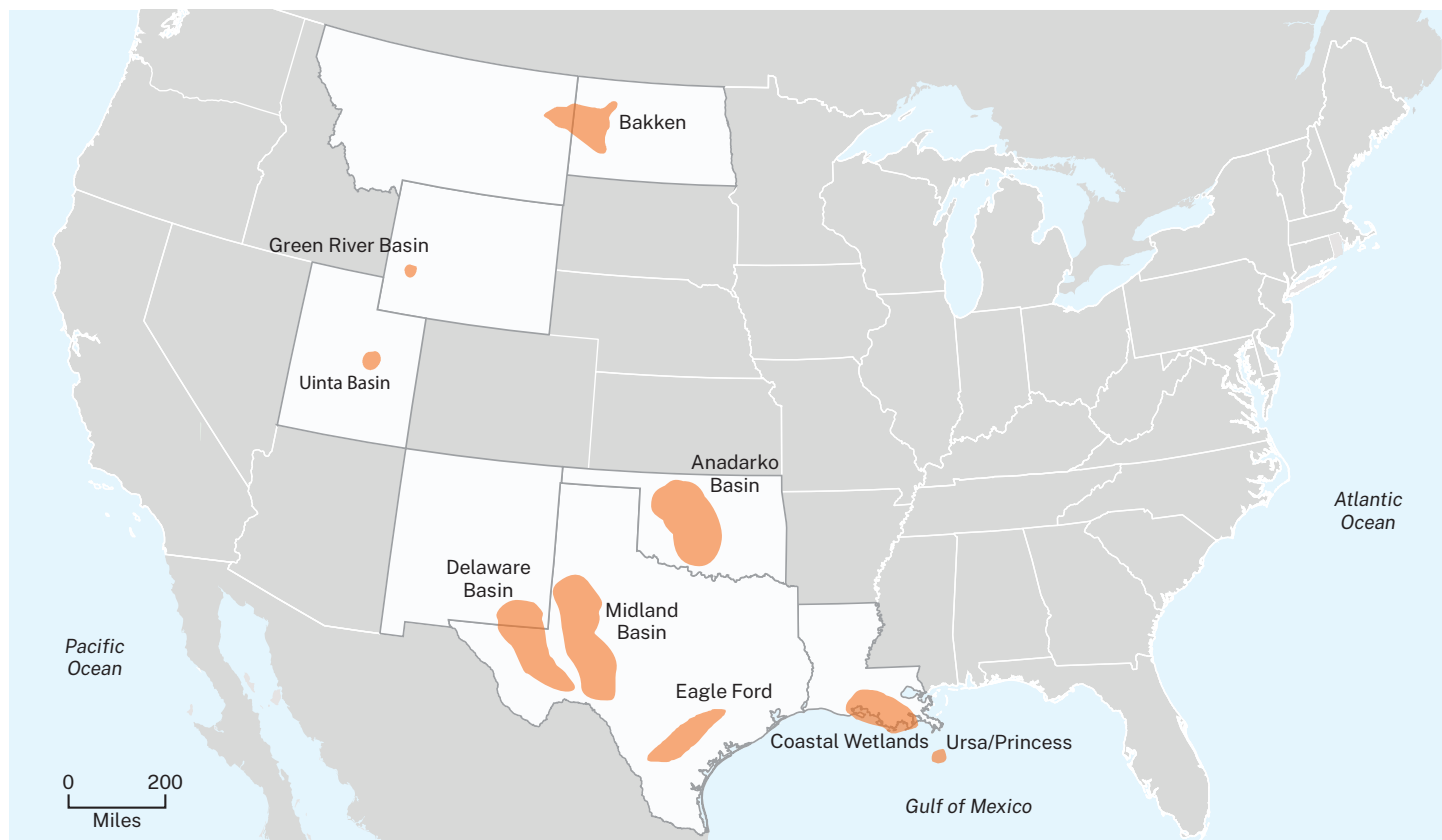 Bakken
Green River Basin
Uinta Basin
Anadarko
Basin
Atlantic
Ocean
Delaware
Basin
Midland
Basin
Pacific
Ocean
Eagle Ford
Coastal Wetlands
Ursa/Princess
0 200
Miles
Gulf of Mexico